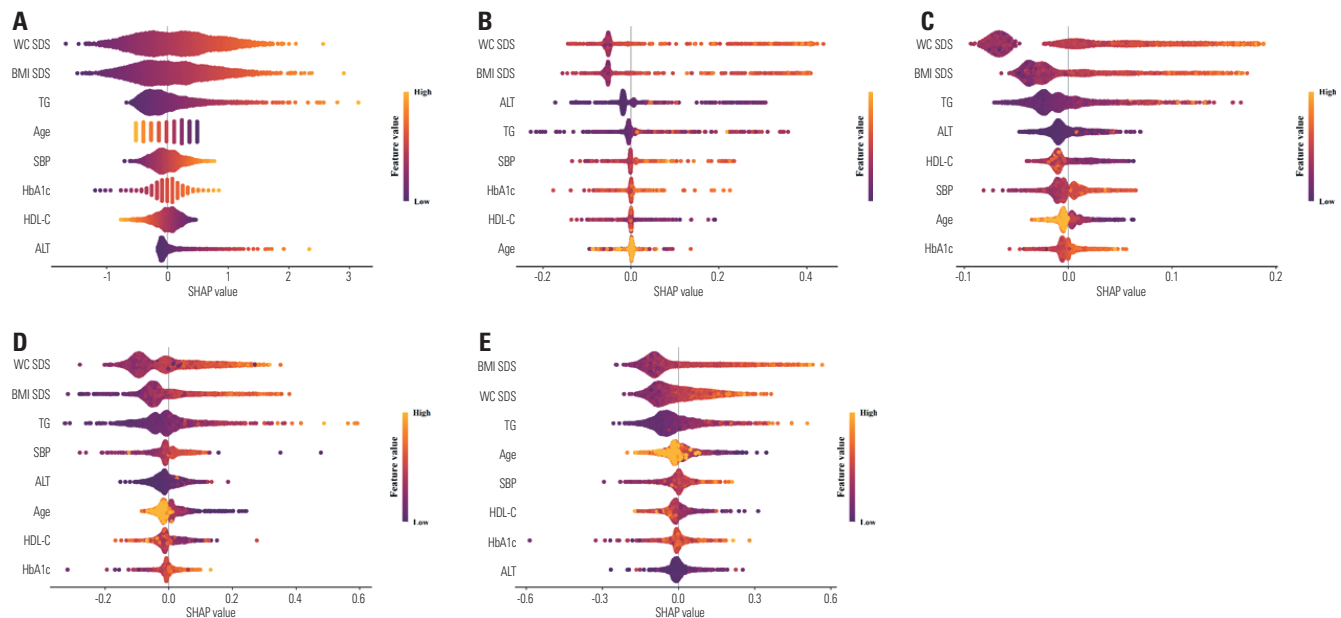 A
WC SDS
BMI SDS
TG
Age
SBP
HbA1c
HDL-C
ALT
-1 0 1 2 3
SHAP value
High
Feature value
Low
B
WC SDS
BMI SDS
ALT
TG
SBP
HbA1c
HDL-C
Age
-0.2 0.0 0.2 0.4
SHAP value
Feature value
C
WC SDS
BMI SDS
TG
ALT
HDL-C
SBP
Age
HbA1c
-0.1 0.0 0.1 0.2
SHAP value
High
Feature value
Low
D
WC SDS
BMI SDS
TG
SBP
ALT
Age
HDL-C
HbA1c
-0.2 0.0 0.2 0.4 0.6
SHAP value
High
Feature value
Low
E
BMI SDS
WC SDS
TG
Age
SBP
HDL-C
HbA1c
ALT
-0.6 -0.3 0.0 0.3 0.6
SHAP value
High
Feature value
Low